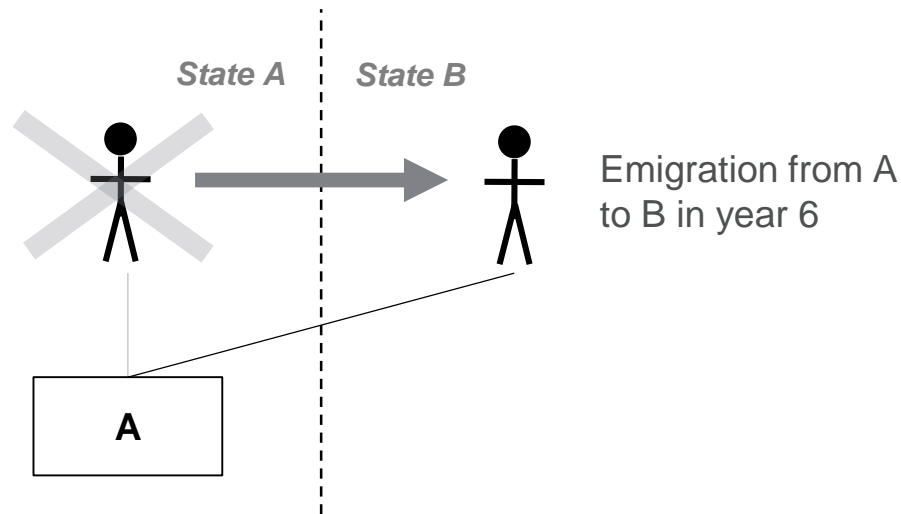 State A
State B
Emigration from A
to B in year 6
A